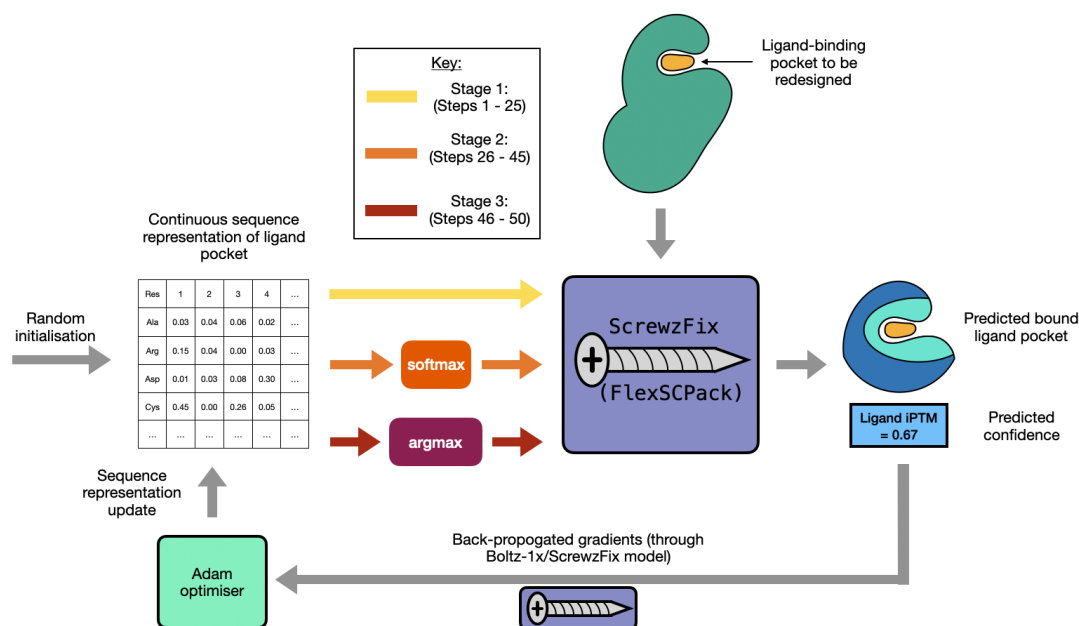 Key:
Stage 1:
(Steps 1 - 25)
Stage 2:
(Steps 26 - 45)
Stage 3:
(Steps 46 - 50)
Ligand-binding
pocket to be
redesigned
Continuous sequence
representation of ligand
pocket
Random
initialisation
Res 1 2 3 4 ...
Ala 0.03 0.04 0.06 0.02 ...
Arg 0.15 0.04 0.00 0.03 ...
Asp 0.01 0.03 0.08 0.30 ...
Cys 0.45 0.00 0.26 0.05 ...
... ... ... ... ... ...
softmax
argmax
ScrewzFix
(FlexSCPack)
Predicted bound
ligand pocket
Ligand iPTM
= 0.67
Predicted
confidence
Sequence
representation
update
Adam
optimiser
Back-propogated gradients (through
Boltz-1x/ScrewzFix model)